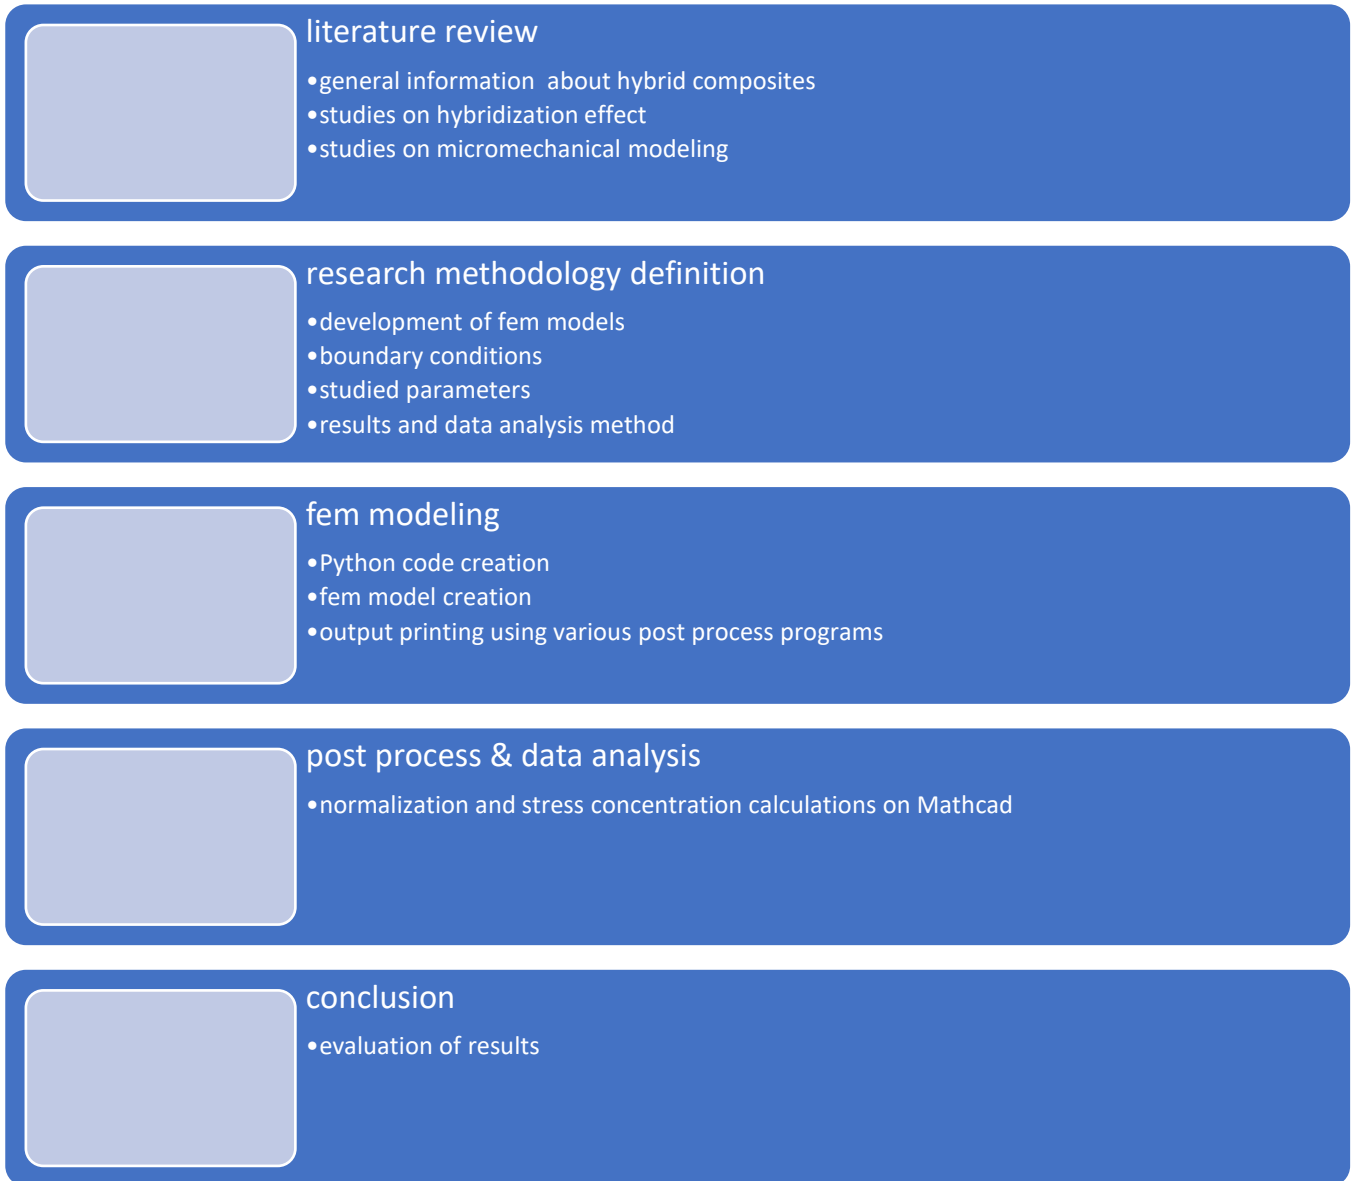 literature review
•general information  about hybrid composites
•studies on hybridization effect
•studies on micromechanical modeling
research methodology definition
•development of fem models
•boundary conditions
•studied parameters
•results and data analysis method
fem modeling
•Python code creation
•fem model creation
•output printing using various post process programs
post process & data analysis
•normalization and stress concentration calculations on Mathcad
conclusion
•evaluation of results